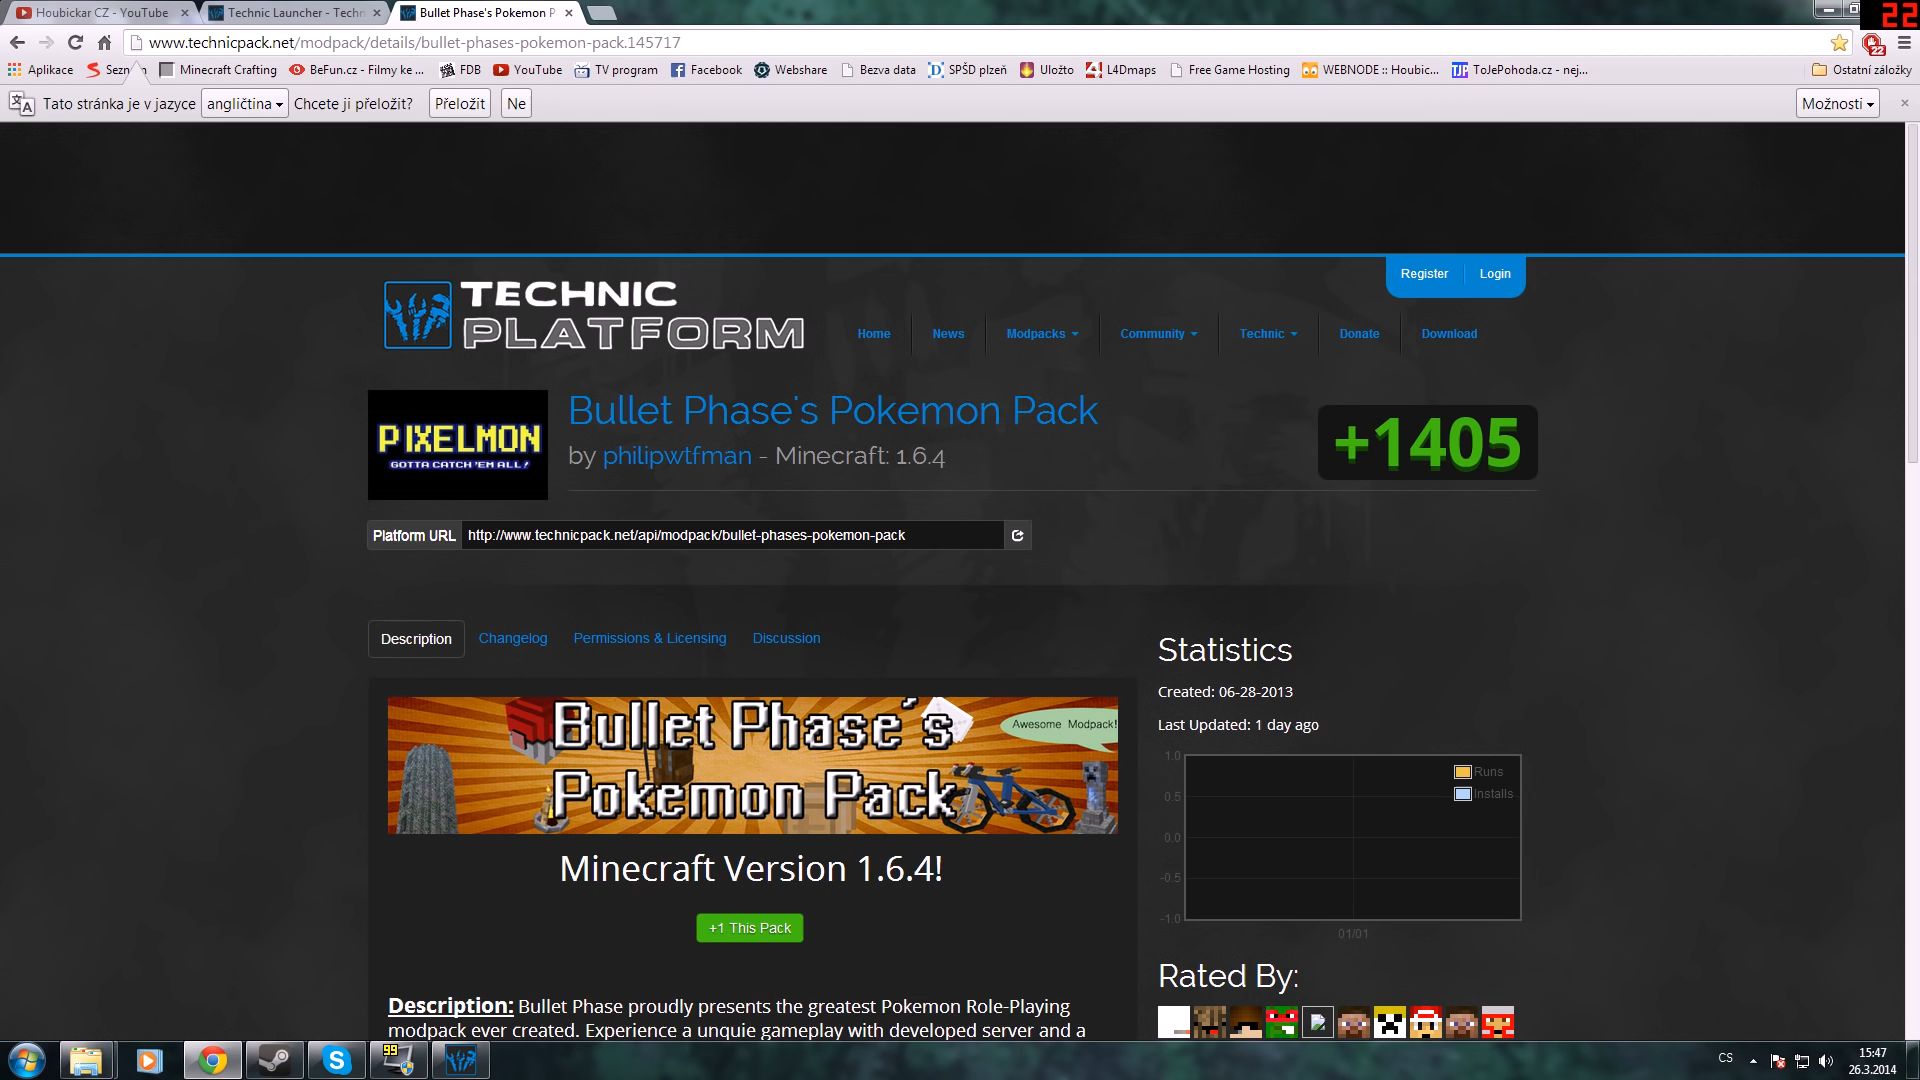 Houbickar CZ - YouTube
Technic Launcher - Techn
Bullet Phase's Pokemon P
22
www.technicpack.net/modpack/details/bullet-phases-pokemon-pack.145717
22
Aplikace
Minecraft Crafting
BeFun.cz - Filmy ke ...
FDB
YouTube
TV program
Facebook
Webshare
Bezva data
SPŠD plzeň
Uložto
L4Dmaps
Free Game Hosting
WEBNODE :: Houbic...
ToJePohoda.cz - nej...
Ostatní záložky
Tato stránka je v jazyce angličtina Chcete ji přeložit? Přeložit Ne Možnosti
Register Login
TECHNIC
PLATFORM
Home News Modpacks Community Technic Donate Download
PIXELMON
GOTTA CATCH 'EM ALL!
Bullet Phase's Pokemon Pack
by philipwtfman - Minecraft: 1.6.4
+1405
Platform URL http://www.technicpack.net/api/modpack/bullet-phases-pokemon-pack
Description Changelog Permissions & Licensing Discussion
Bullet Phase's
Pokemon Pack
Awesome Modpack!
Minecraft Version 1.6.4!
+1 This Pack
Description: Bullet Phase proudly presents the greatest Pokemon Role-Playing
modpack ever created. Experience a unquie gameplay with developed server and a
Statistics
Created: 06-28-2013
Last Updated: 1 day ago
1.0
0.5
0.0
-0.5
-1.0
Runs
Installs
01/01
Rated By:
99
CS
15:47
26.3.2014